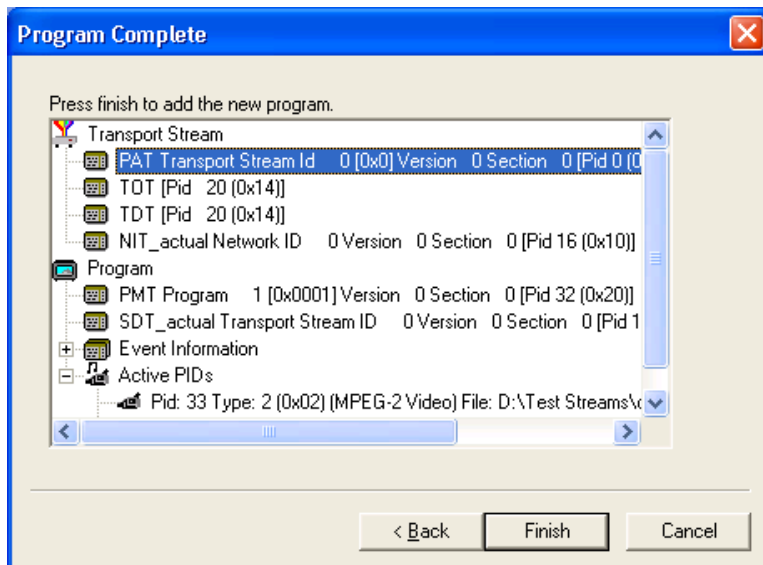 Program Complete
Press finish to add the new program.
Transport Stream
PAT Transport Stream Id 0 [0x0] Version 0 Section 0 [Pid 0 (0
TOT [Pid 20 (0x14)]
TDT [Pid 20 (0x14)]
NIT_actual Network ID 0 Version 0 Section 0 [Pid 16 (0x10)]
Program
PMT Program 1 [0x0001] Version 0 Section 0 [Pid 32 (0x20)]
SDT_actual Transport Stream ID 0 Version 0 Section 0 [Pid 1
Event Information
Active PIDs
Pid: 33 Type: 2 (0x02) (MPEG-2 Video) File: D:\Test Streams\
< Back Finish Cancel